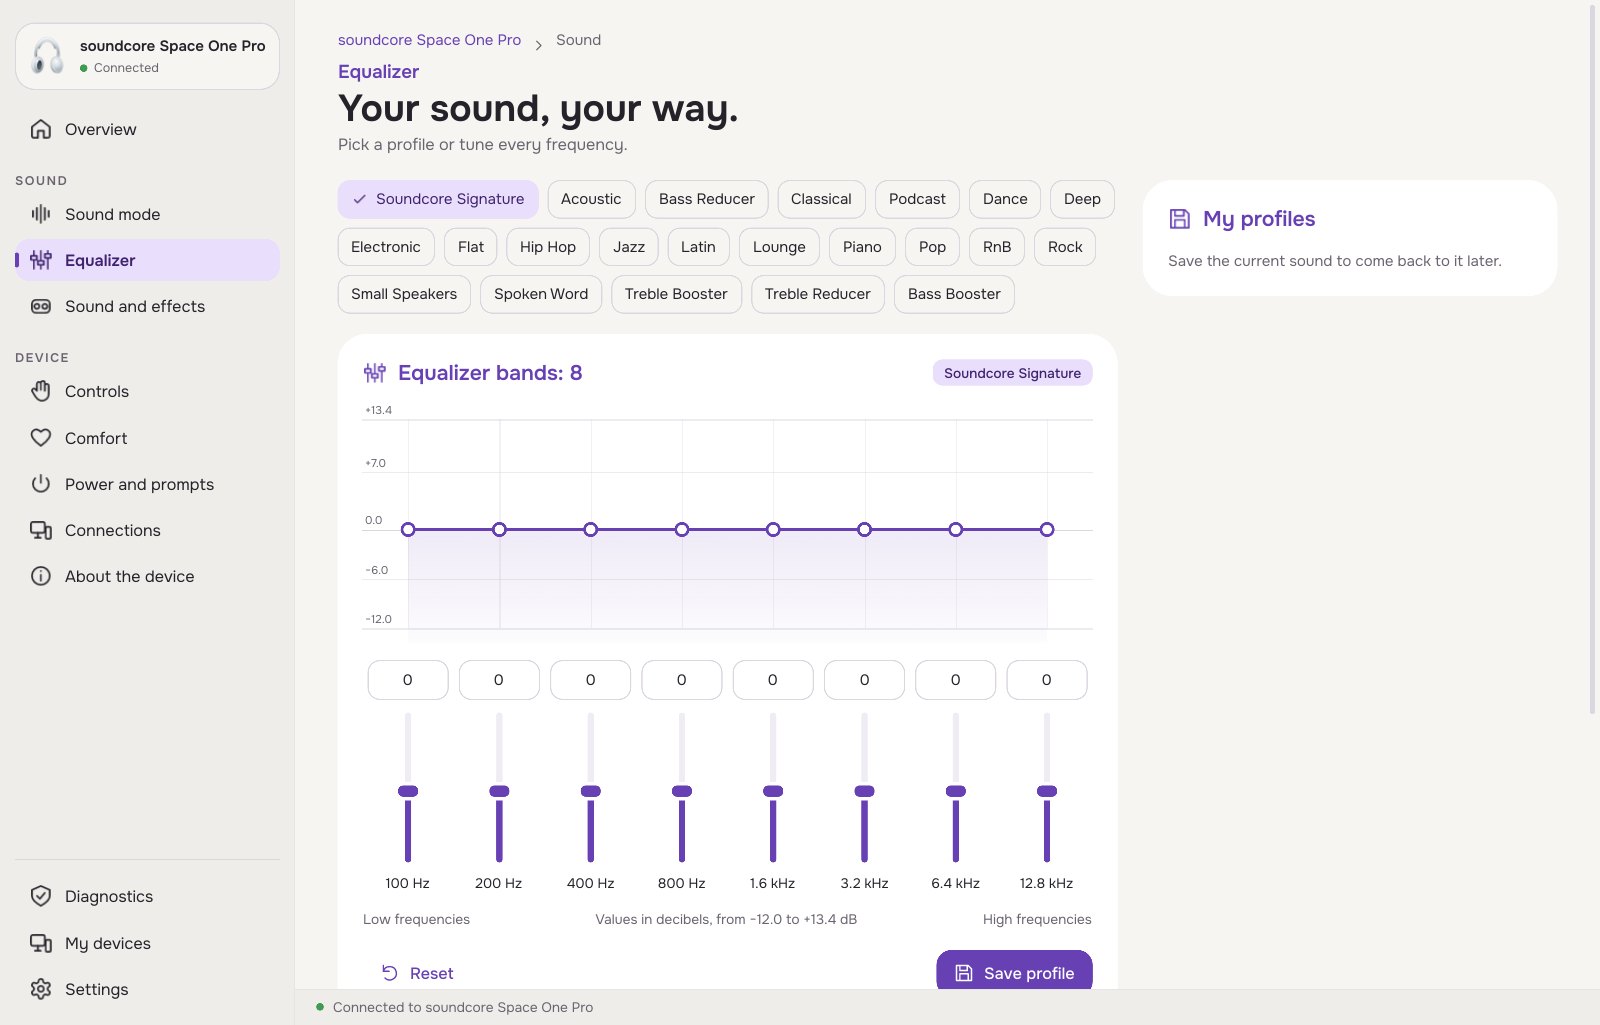 soundcore Space One Pro
Connected
Overview
SOUND
Sound mode
Equalizer
Sound and effects
DEVICE
Controls
Comfort
Power and prompts
Connections
About the device
Diagnostics
My devices
Settings
soundcore Space One Pro > Sound
Equalizer
Your sound, your way.
Pick a profile or tune every frequency.
Soundcore Signature Acoustic Bass Reducer Classical Podcast Dance Deep
Electronic Flat Hip Hop Jazz Latin Lounge Piano Pop RnB Rock
Small Speakers Spoken Word Treble Booster Treble Reducer Bass Booster
My profiles
Save the current sound to come back to it later.
Equalizer bands: 8 Soundcore Signature
+13.4
+7.0
0.0
−6.0
−12.0
0 0 0 0 0 0 0 0
100 Hz 200 Hz 400 Hz 800 Hz 1.6 kHz 3.2 kHz 6.4 kHz 12.8 kHz
Low frequencies Values in decibels, from −12.0 to +13.4 dB High frequencies
Reset Save profile
Connected to soundcore Space One Pro